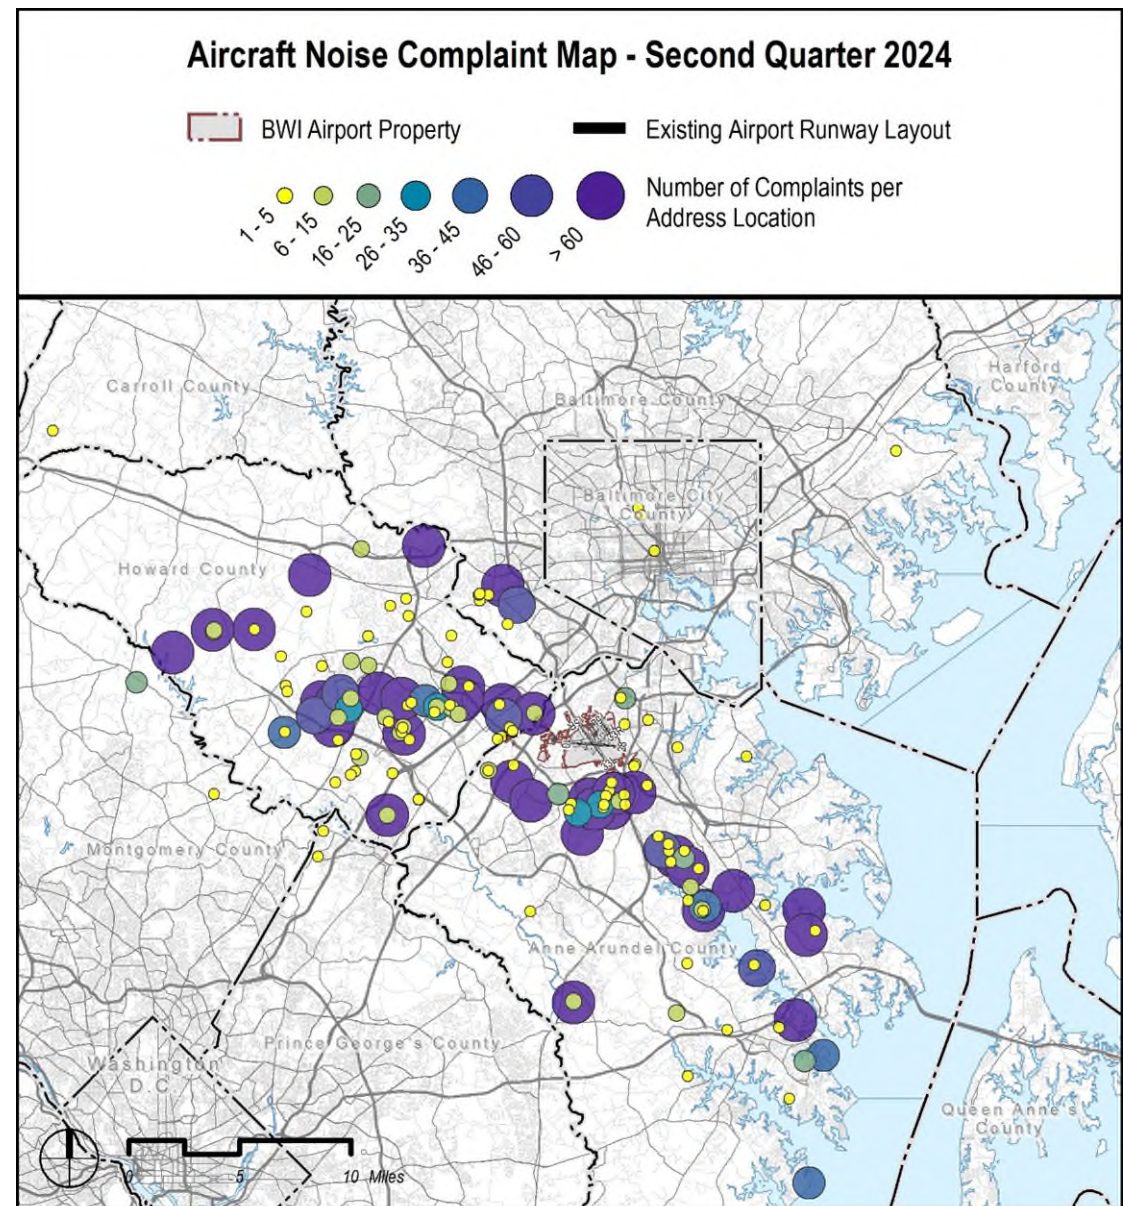 Aircraft Noise Complaint Map - Second Quarter 2024
BWI Airport Property
Existing Airport Runway Layout
1 - 5
6 - 15
16 - 25
26 - 35
36 - 45
46 - 60
> 60
Number of Complaints per
Address Location
Harford
County
Carroll County
Baltimore County
Baltimore City
County
Howard County
Montgomery County
Anne Arundel County
Prince George's County
Washington
D.C.
Queen Anne's
County
0 5 10 Miles